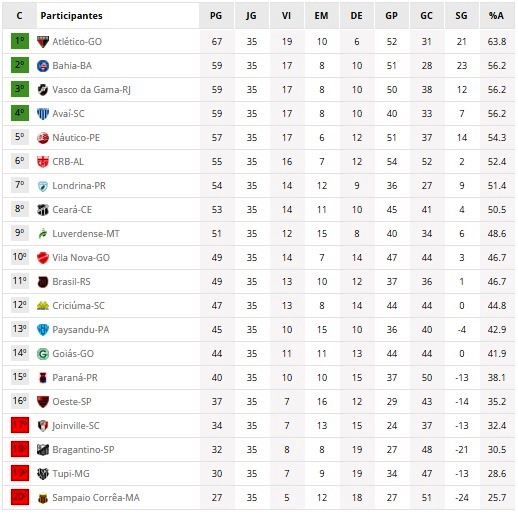 C Participantes PG JG VI EM DE GP GC SG %A
1º Atlético-GO 67 35 19 10 6 52 31 21 63.8
2º Bahia-BA 59 35 17 8 10 51 28 23 56.2
3º Vasco da Gama-RJ 59 35 17 8 10 50 38 12 56.2
4º Avaí-SC 59 35 17 8 10 40 33 7 56.2
5º Náutico-PE 57 35 17 6 12 51 37 14 54.3
6º CRB-AL 55 35 16 7 12 54 52 2 52.4
7º Londrina-PR 54 35 14 12 9 36 27 9 51.4
8º Ceará-CE 53 35 14 11 10 45 41 4 50.5
9º Luverdense-MT 51 35 12 15 8 40 34 6 48.6
10º Vila Nova-GO 49 35 14 7 14 47 44 3 46.7
11º Brasil-RS 49 35 13 10 12 37 36 1 46.7
12º Criciúma-SC 47 35 13 8 14 44 44 0 44.8
13º Paysandu-PA 45 35 10 15 10 36 40 -4 42.9
14º Goiás-GO 44 35 11 11 13 44 44 0 41.9
15º Paraná-PR 40 35 10 10 15 37 50 -13 38.1
16º Oeste-SP 37 35 7 16 12 29 43 -14 35.2
17º Joinville-SC 34 35 7 13 15 24 37 -13 32.4
18º Bragantino-SP 32 35 8 8 19 27 48 -21 30.5
19º Tupi-MG 30 35 7 9 19 34 47 -13 28.6
20º Sampaio Corrêa-MA 27 35 5 12 18 27 51 -24 25.7